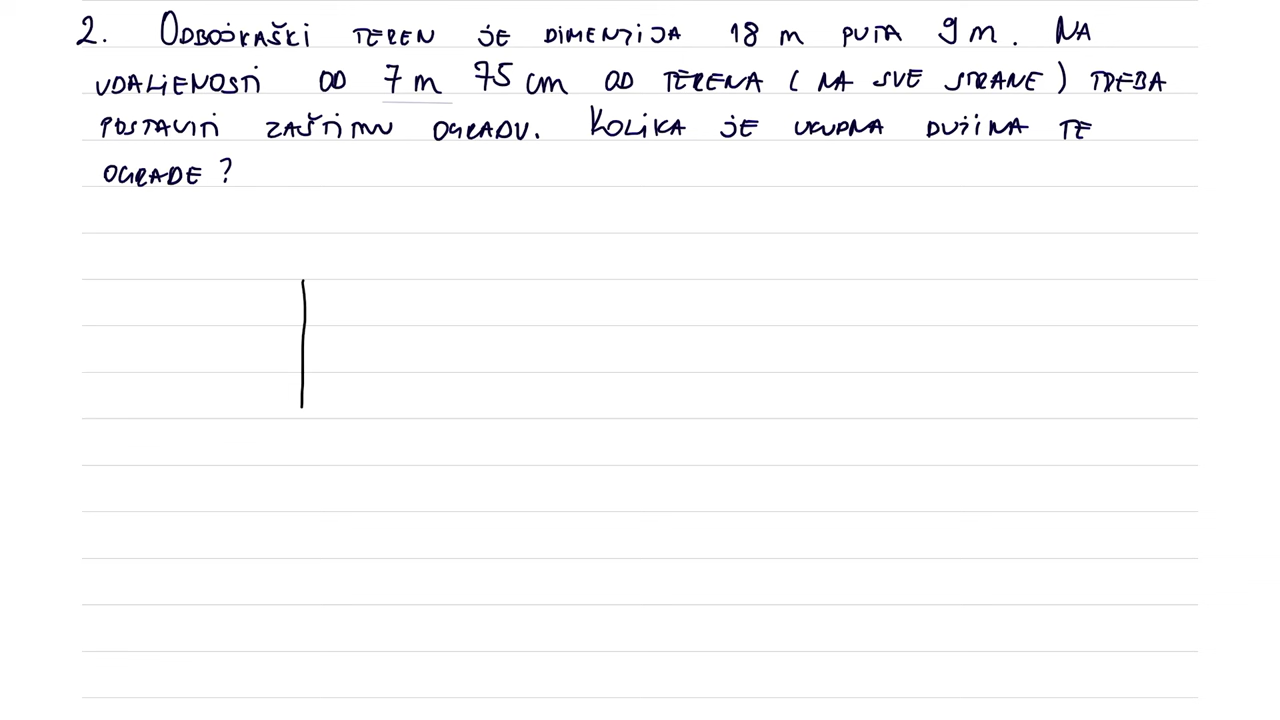 2. ODBOJKAŠKI TEREN JE DIMENZIJA 18 m PUTA 9 m. NA
UDALJENOSTI OD 7 m 75 cm OD TERENA (NA SVE STRANE) TREBA
POSTAVITI ZAŠTITNU OGRADU. KOLIKA JE UKUPNA DUŽINA TE
OGRADE?